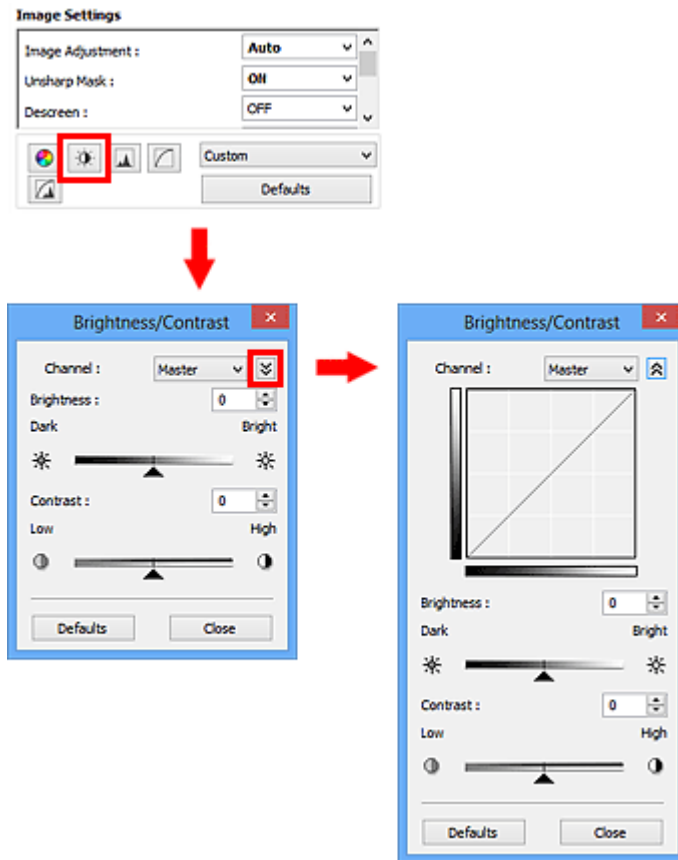 Image Settings
Image Adjustment : Auto
Unsharp Mask : ON
Descreen : OFF
Custom
Defaults
Brightness/Contrast
Channel : Master
Brightness : 0
Dark Bright
Contrast : 0
Low High
Defaults Close
Brightness/Contrast
Channel : Master
Brightness : 0
Dark Bright
Contrast : 0
Low High
Defaults Close